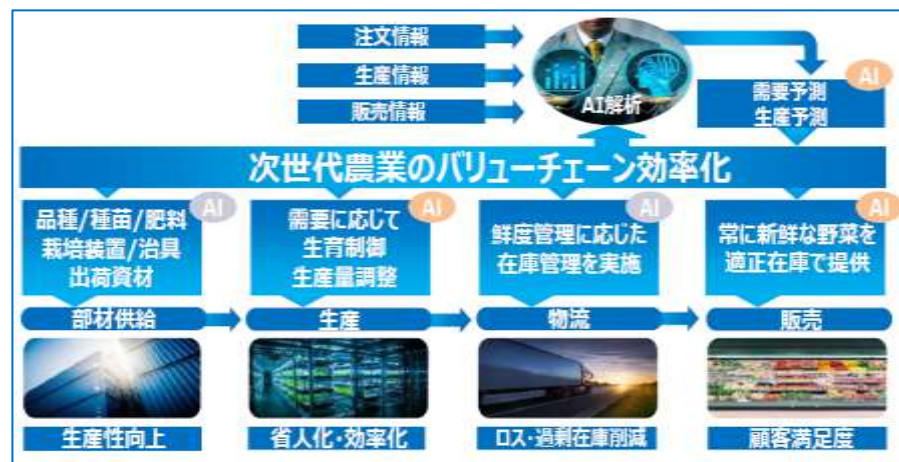 注文情報
生産情報
販売情報
AI解析
AI
需要予測
生産予測
次世代農業のバリューチェーン効率化
AI
品種/種苗/肥料
栽培装置/治具
出荷資材
AI
需要に応じて
生育制御
生産量調整
AI
鮮度管理に応じた
在庫管理を実施
AI
常に新鮮な野菜を
適正在庫で提供
部材供給
生産
物流
販売
生産性向上
省人化・効率化
ロス・過剰在庫削減
顧客満足度